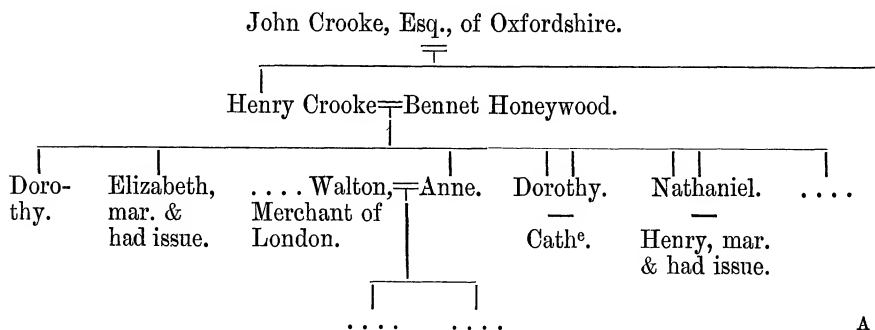 John Crooke, Esq., of Oxfordshire.
Henry Crooke=Bennet Honeywood.
Doro-
thy.
Elizabeth,
mar. &
had issue.
. . . . Walton,=Anne.
Merchant of
London.
Dorothy.
—
Cathᵉ.
Nathaniel.
—
Henry, mar.
& had issue.
. . . .
. . . . . . . .
A